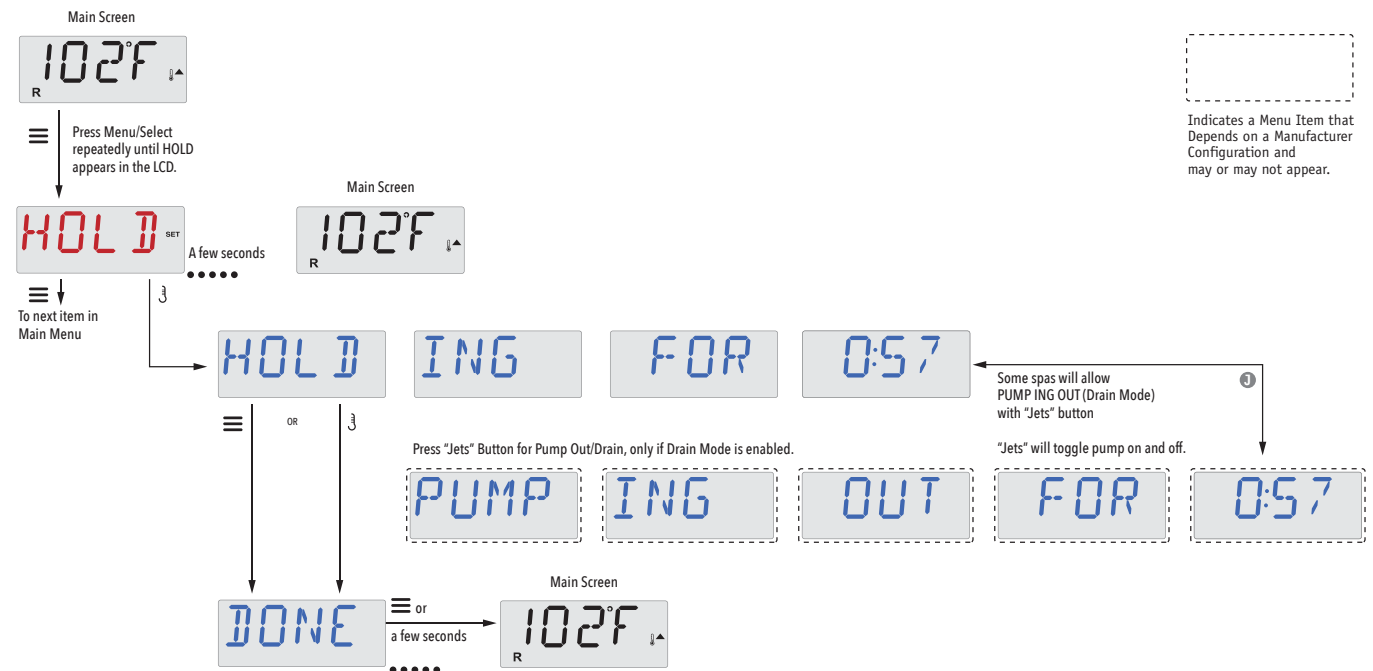 Main Screen
102°F
R
Press Menu/Select
repeatedly until HOLD
appears in the LCD.
Indicates a Menu Item that
Depends on a Manufacturer
Configuration and
may or may not appear.
HOLD SET
A few seconds
Main Screen
102°F
R
To next item in
Main Menu
HOLD ING FOR 0:57
Some spas will allow
PUMP ING OUT (Drain Mode)
with "Jets" button
J
OR
Press "Jets" Button for Pump Out/Drain, only if Drain Mode is enabled.
"Jets" will toggle pump on and off.
PUMP ING OUT FOR 0:57
DONE
or
a few seconds
Main Screen
102°F
R